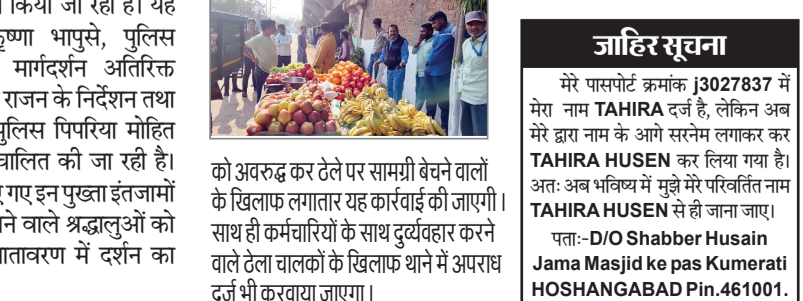 किया जा रहा है। यह
कृष्णा भापुसे, पुलिस
मार्गदर्शन अतिरिक्त
राजन के निर्देशन तथा
पुलिस पिपरिया मोहित
चालित की जा रही है।
गए इन पुख्ता इंतजामों
ने वाले श्रद्धालुओं को
ातावरण में दर्शन का
को अवरुद्ध कर ठेले पर सामग्री बेचने वालों
के खिलाफ लगातार यह कार्रवाई की जाएगी।
साथ ही कर्मचारियों के साथ दुर्व्यवहार करने
वाले ठेला चालकों के खिलाफ थाने में अपराध
दर्ज भी करवाया जाएगा।
जाहिर सूचना
मेरे पासपोर्ट क्रमांक j3027837 में
मेरा नाम TAHIRA दर्ज है, लेकिन अब
मेरे द्वारा नाम के आगे सरनेम लगाकर कर
TAHIRA HUSEN कर लिया गया है।
अतः अब भविष्य में मुझे मेरे परिवर्तित नाम
TAHIRA HUSEN से ही जाना जाए।
पताः-D/O Shabber Husain
Jama Masjid ke pas Kumerati
HOSHANGABAD Pin.461001.